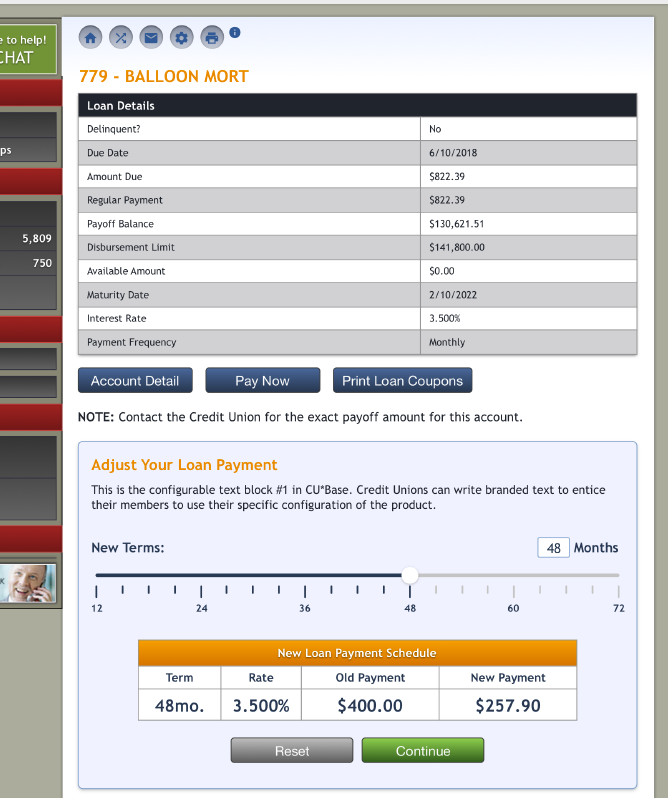 e to help!
CHAT
ps
5,809
750
779 - BALLOON MORT
Loan Details
Delinquent? No
Due Date 6/10/2018
Amount Due $822.39
Regular Payment $822.39
Payoff Balance $130,621.51
Disbursement Limit $141,800.00
Available Amount $0.00
Maturity Date 2/10/2022
Interest Rate 3.500%
Payment Frequency Monthly
Account Detail Pay Now Print Loan Coupons
NOTE: Contact the Credit Union for the exact payoff amount for this account.
Adjust Your Loan Payment
This is the configurable text block #1 in CU*Base. Credit Unions can write branded text to entice
their members to use their specific configuration of the product.
New Terms: 48 Months
12 24 36 48 60 72
New Loan Payment Schedule
Term Rate Old Payment New Payment
48mo. 3.500% $400.00 $257.90
Reset Continue